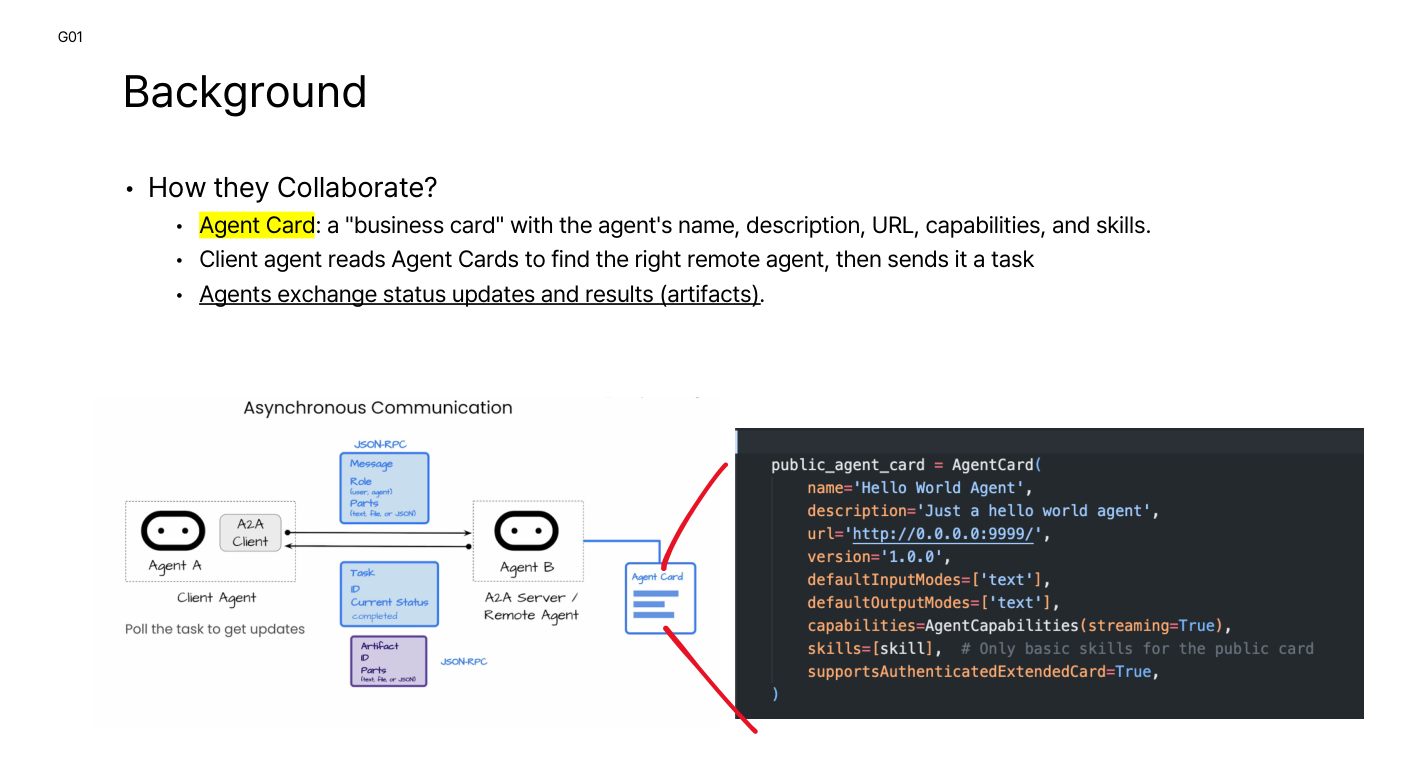 G01
Background
• How they Collaborate?
• Agent Card: a "business card" with the agent's name, description, URL, capabilities, and skills.
• Client agent reads Agent Cards to find the right remote agent, then sends it a task
• Agents exchange status updates and results (artifacts).
Asynchronous Communication
JSON-RPC
Message
Role
(user, agent)
Parts
(text, file, or JSON)
A2A
Client
Agent A
Client Agent
Poll the task to get updates
Task
ID
Current Status
completed
Artifact
ID
Parts
(text, file, or JSON)
JSON-RPC
Agent B
A2A Server /
Remote Agent
Agent Card
public_agent_card = AgentCard(
    name='Hello World Agent',
    description='Just a hello world agent',
    url='http://0.0.0.0:9999/',
    version='1.0.0',
    defaultInputModes=['text'],
    defaultOutputModes=['text'],
    capabilities=AgentCapabilities(streaming=True),
    skills=[skill],  # Only basic skills for the public card
    supportsAuthenticatedExtendedCard=True,
)